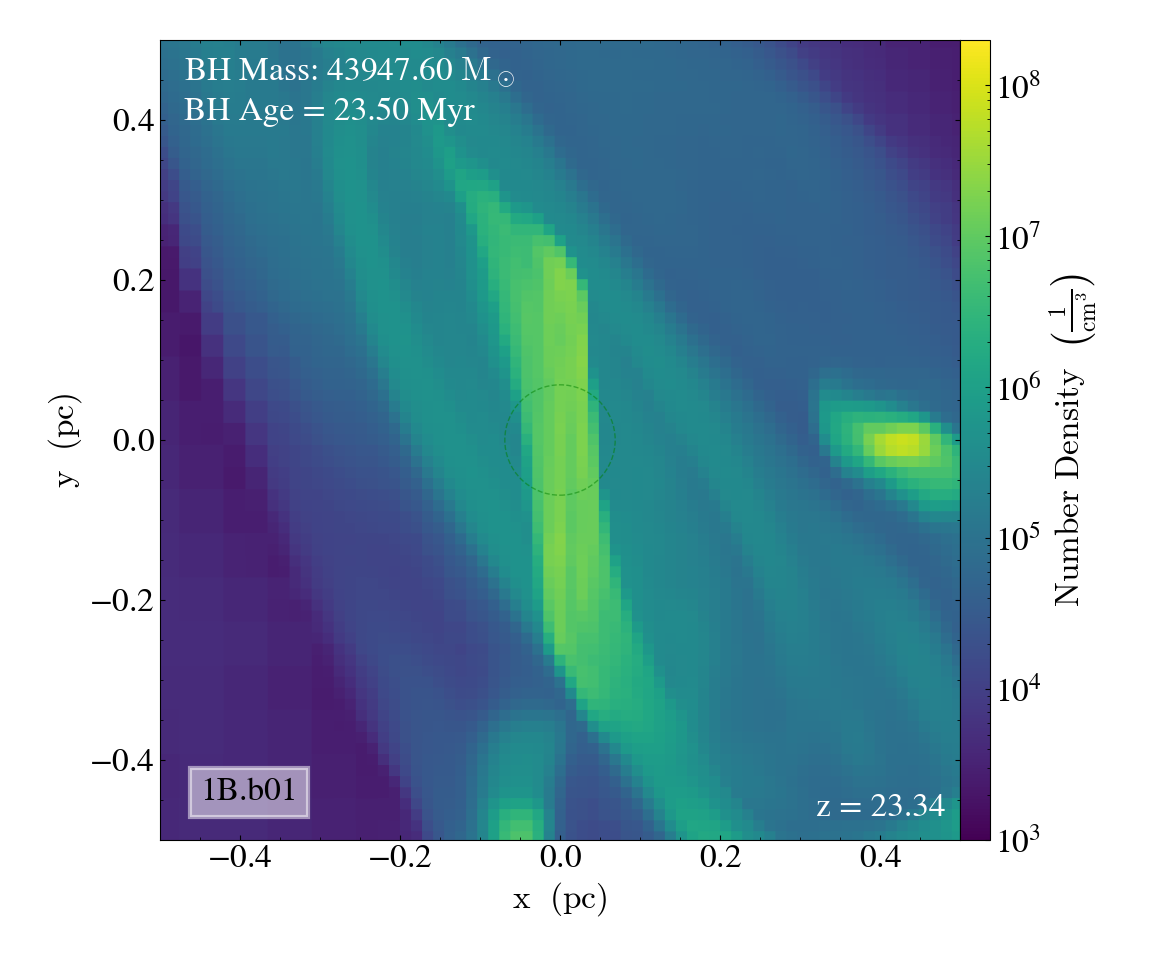 BH Mass: 43947.60 M⊙
BH Age = 23.50 Myr
1B.b01
z = 23.34
0.4
0.2
0.0
−0.2
−0.4
y (pc)
−0.4 −0.2 0.0 0.2 0.4
x (pc)
10^8
10^7
10^6
10^5
10^4
10^3
Number Density (1/cm^3)